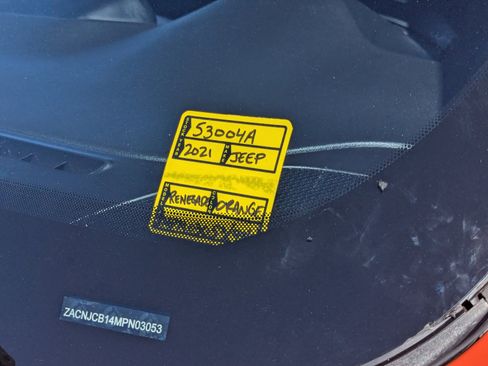 S3004A
2021 JEEP
RENEGADE ORANGE
ZACNJCB14MPN03053